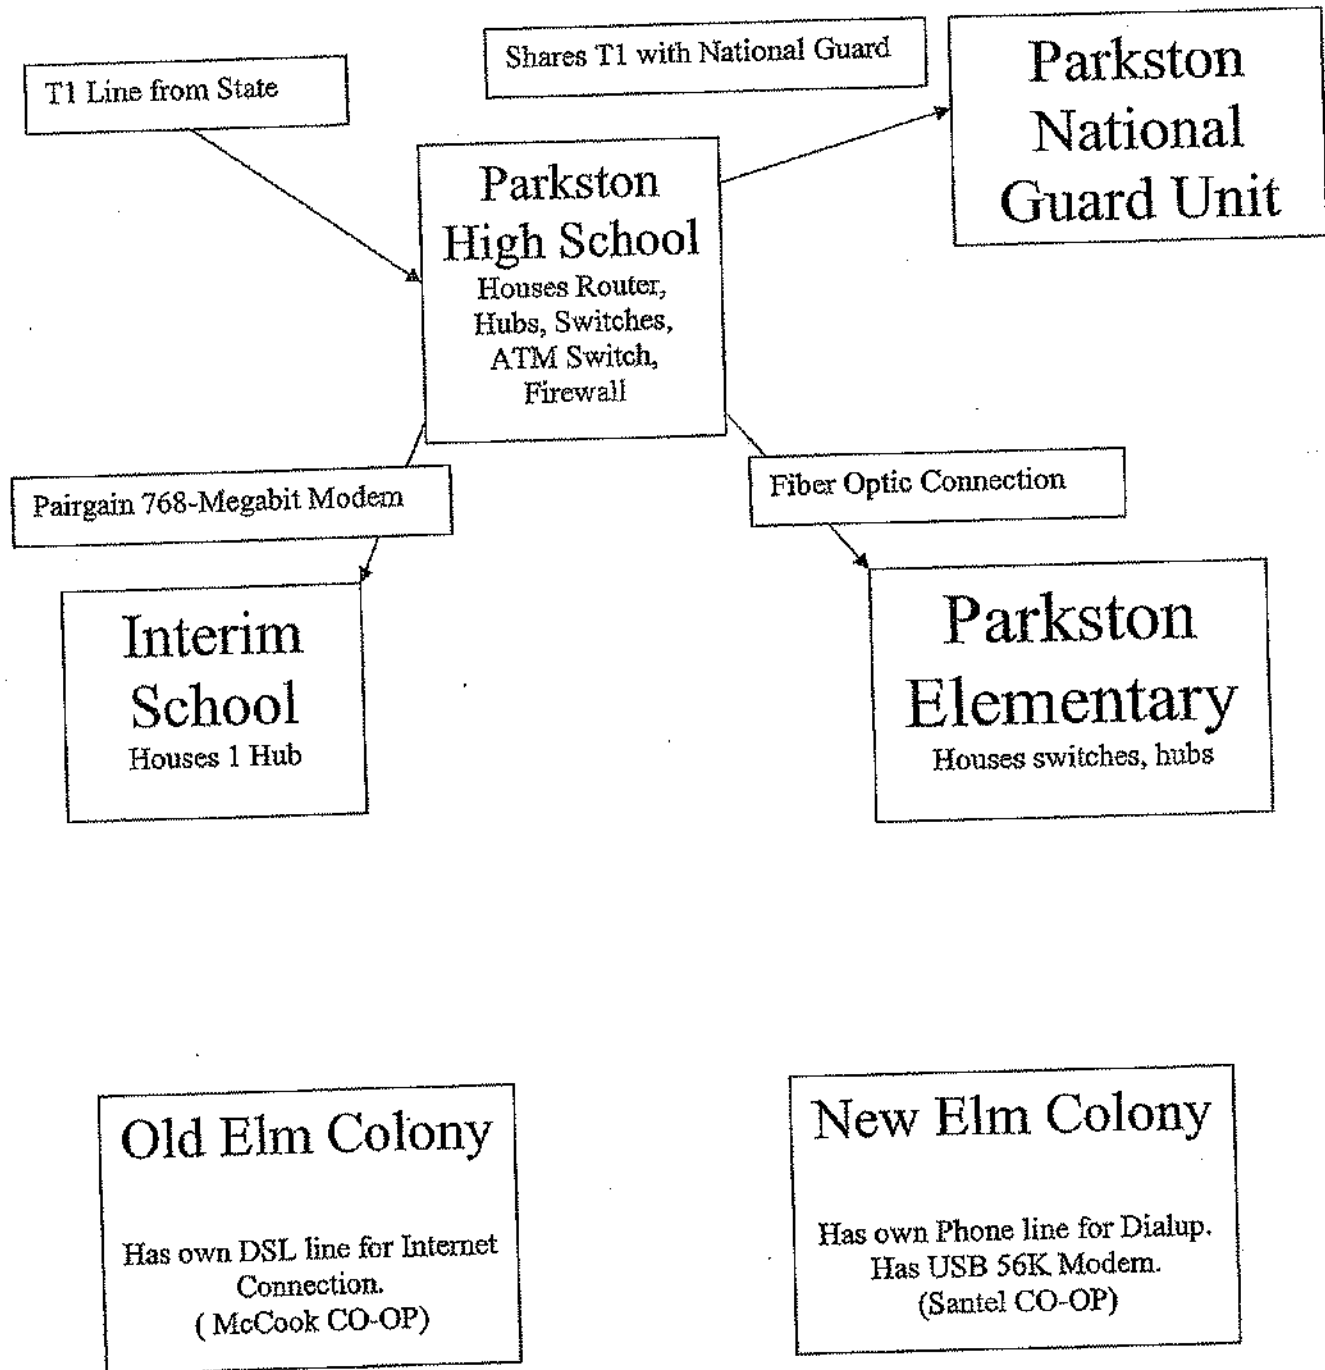 T1 Line from State
Shares T1 with National Guard
Parkston
National
Guard Unit
Parkston
High School
Houses Router,
Hubs, Switches,
ATM Switch,
Firewall
Pairgain 768-Megabit Modem
Fiber Optic Connection
Interim
School
Houses 1 Hub
Parkston
Elementary
Houses switches, hubs
Old Elm Colony
Has own DSL line for Internet
Connection.
( McCook CO-OP)
New Elm Colony
Has own Phone line for Dialup.
Has USB 56K Modem.
(Santel CO-OP)